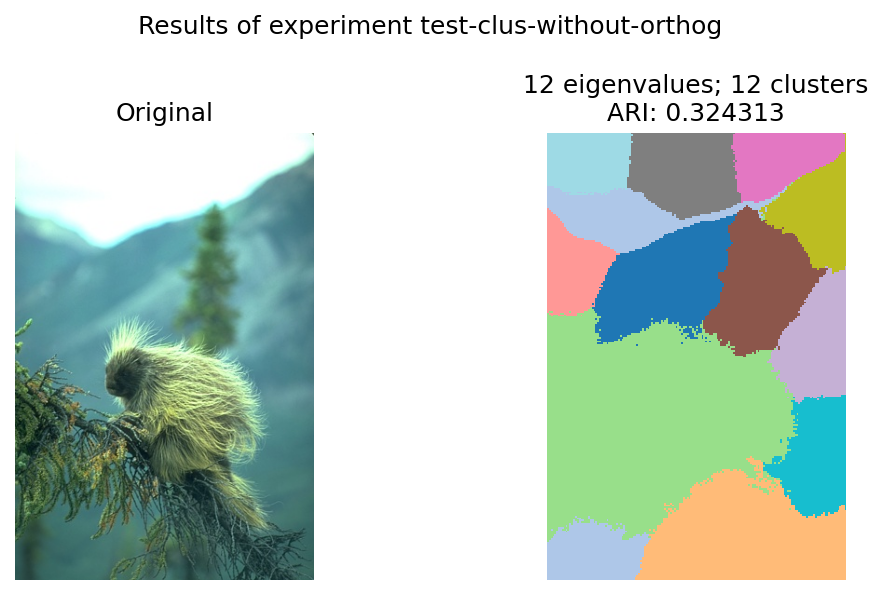 Results of experiment test-clus-without-orthog
Original
12 eigenvalues; 12 clusters
ARI: 0.324313